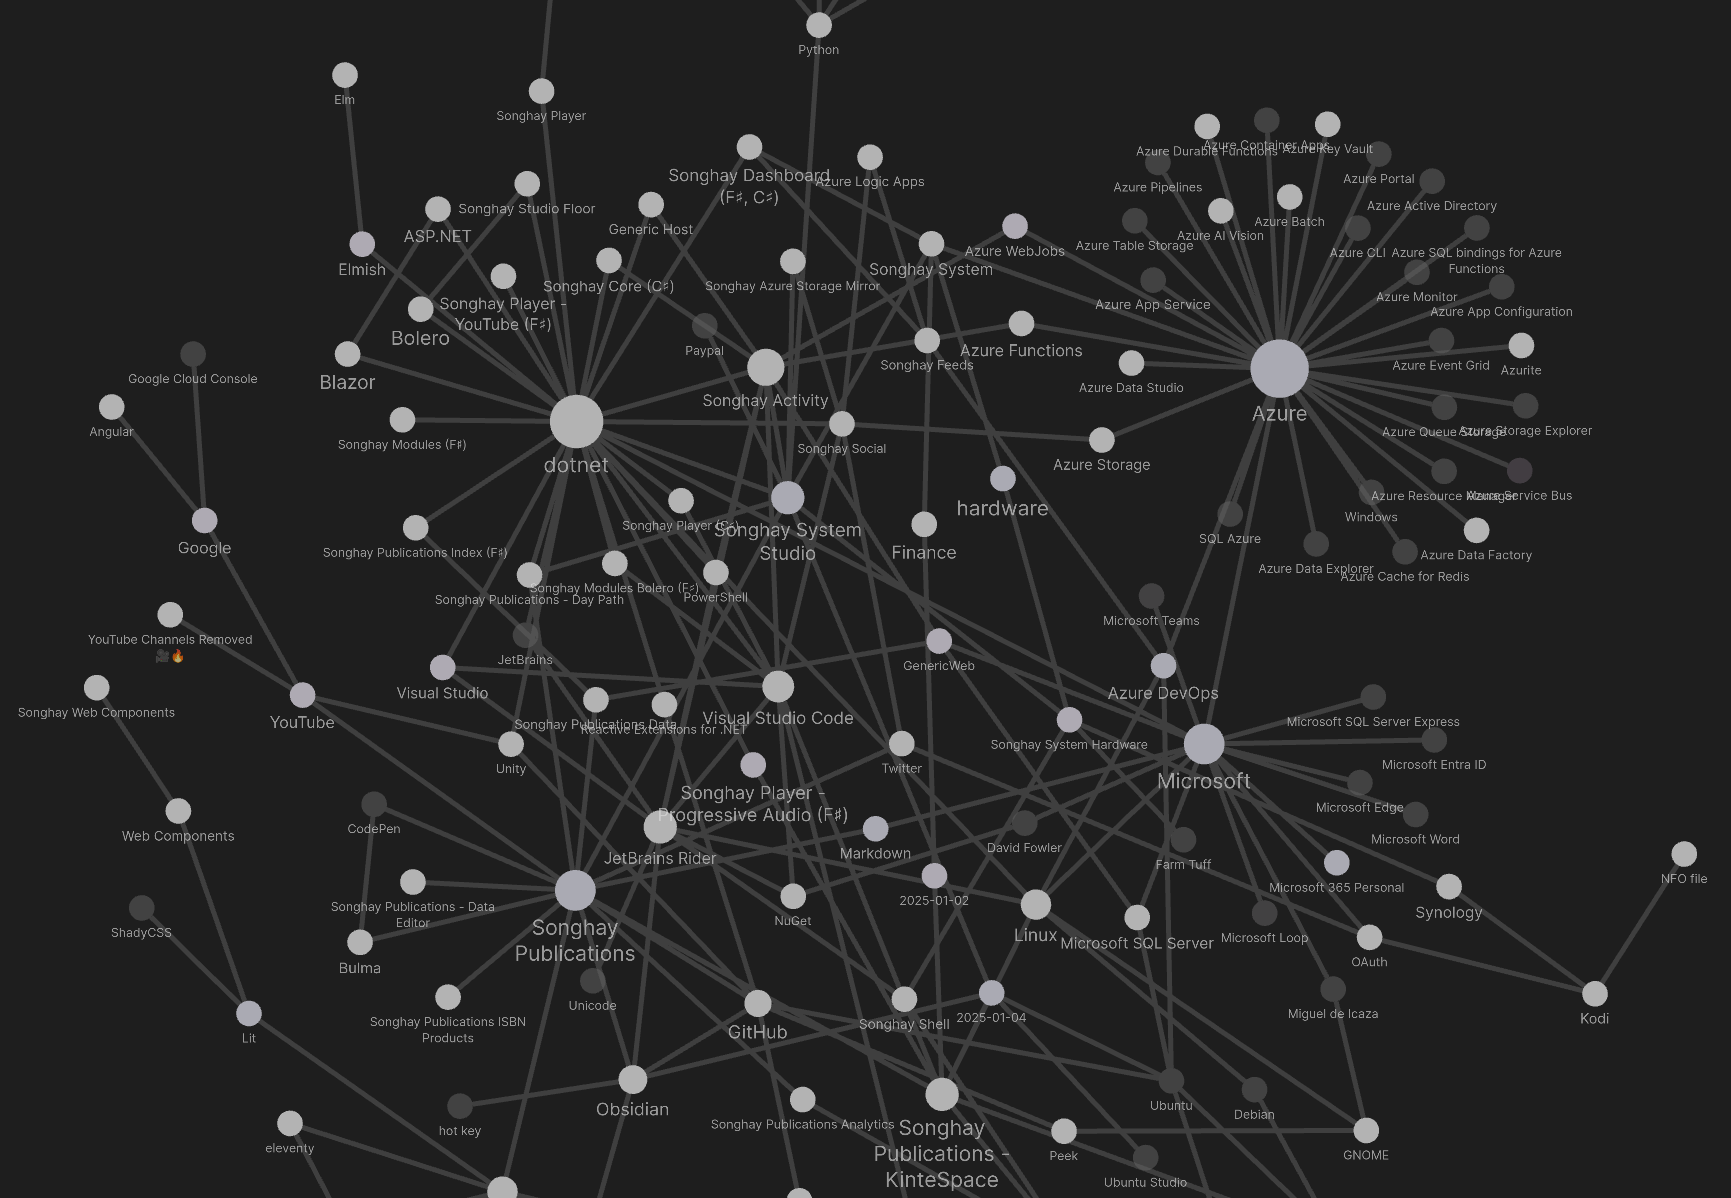 Python
Elm
Songhay Player
Azure Container Apps
Azure Durable Functions
Azure Key Vault
Songhay Dashboard
(F♯, C♯)
Azure Logic Apps
Azure Pipelines
Azure Portal
Songhay Studio Floor
Azure Active Directory
ASP.NET
Generic Host
Azure Batch
Azure AI Vision
Azure Table Storage
Azure WebJobs
Azure CLI
Azure SQL bindings for Azure
Functions
Elmish
Songhay System
Songhay Core (C♯)
Songhay Azure Storage Mirror
Songhay Player -
YouTube (F♯)
Azure Monitor
Azure App Service
Azure App Configuration
Bolero
Paypal
Azure Functions
Songhay Feeds
Azure Event Grid
Azurite
Google Cloud Console
Blazor
Azure Data Studio
Songhay Activity
Azure
Angular
Azure Queue Storage
Azure Storage Explorer
Songhay Modules (F♯)
Songhay Social
dotnet
Azure Storage
Azure Resource Manager
Azure Service Bus
hardware
Windows
Songhay Player (C♯)
Songhay System
Studio
SQL Azure
Google
Songhay Publications Index (F♯)
Finance
Azure Data Factory
Azure Data Explorer
Azure Cache for Redis
Songhay Modules Bolero (F♯)
PowerShell
Songhay Publications - Day Path
Microsoft Teams
YouTube Channels Removed
🎥🔥
JetBrains
GenericWeb
Visual Studio
Azure DevOps
Songhay Web Components
YouTube
Songhay Publications Data
Reactive Extensions for .NET
Visual Studio Code
Microsoft SQL Server Express
Songhay System Hardware
Unity
Twitter
Microsoft Entra ID
Microsoft
Songhay Player -
Progressive Audio (F♯)
Microsoft Edge
CodePen
Web Components
Microsoft Word
David Fowler
Markdown
JetBrains Rider
Farm Tuff
NFO file
Microsoft 365 Personal
2025-01-02
Songhay Publications - Data
Editor
Synology
NuGet
Songhay
Publications
ShadyCSS
Linux
Microsoft SQL Server
Microsoft Loop
OAuth
Bulma
Unicode
Miguel de Icaza
Songhay Publications ISBN
Products
2025-01-04
Songhay Shell
Kodi
GitHub
Lit
Ubuntu
Obsidian
Debian
Songhay Publications Analytics
Songhay
Publications -
KinteSpace
hot key
eleventy
Peek
GNOME
Ubuntu Studio